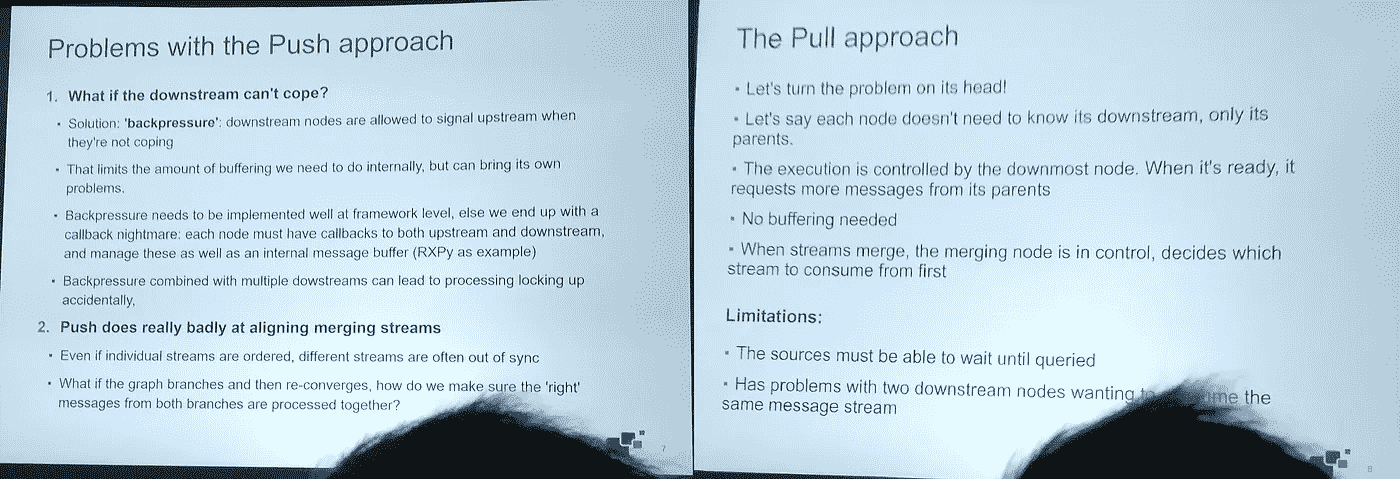 Problems with the Push approach
1. What if the downstream can't cope?
• Solution: 'backpressure': downstream nodes are allowed to signal upstream when
they're not coping
• That limits the amount of buffering we need to do internally, but can bring its own
problems.
• Backpressure needs to be implemented well at framework level, else we end up with a
callback nightmare: each node must have callbacks to both upstream and downstream,
and manage these as well as an internal message buffer (RXPy as example)
• Backpressure combined with multiple dowstreams can lead to processing locking up
accidentally,
2. Push does really badly at aligning merging streams
• Even if individual streams are ordered, different streams are often out of sync
• What if the graph branches and then re-converges, how do we make sure the 'right'
messages from both branches are processed together?
7
The Pull approach
• Let's turn the problem on its head!
• Let's say each node doesn't need to know its downstream, only its
parents.
• The execution is controlled by the downmost node. When it's ready, it
requests more messages from its parents
• No buffering needed
• When streams merge, the merging node is in control, decides which
stream to consume from first
Limitations:
• The sources must be able to wait until queried
• Has problems with two downstream nodes wanting the
same message stream
8